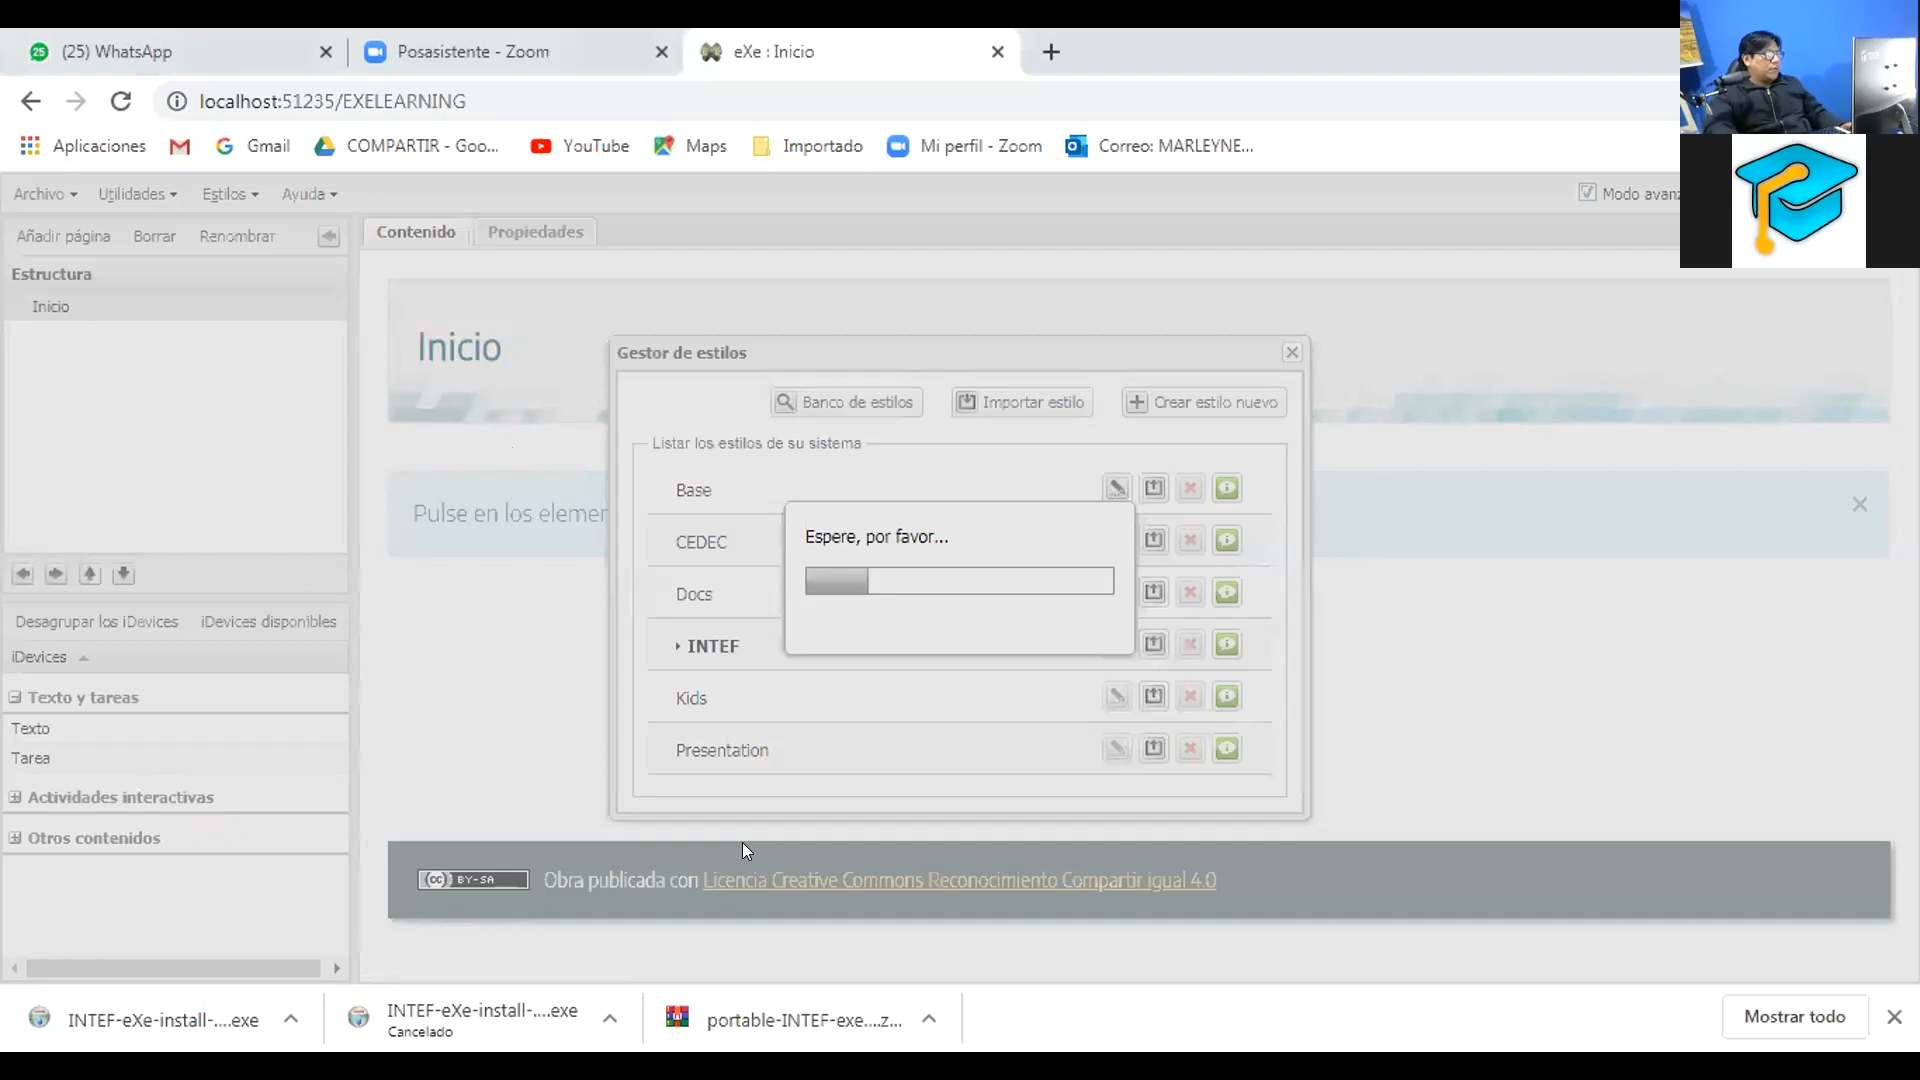 25 (25) WhatsApp
Posasistente - Zoom
eXe : Inicio
localhost:51235/EXELEARNING
Aplicaciones
Gmail
COMPARTIR - Goo...
YouTube
Maps
Importado
Mi perfil - Zoom
Correo: MARLEYNE...
Archivo
Utilidades
Estilos
Ayuda
Modo avanz
Añadir página
Borrar
Renombrar
Contenido
Propiedades
Estructura
Inicio
Inicio
Gestor de estilos
Banco de estilos
Importar estilo
Crear estilo nuevo
Listar los estilos de su sistema
Base
Pulse en los elemen
CEDEC
Espere, por favor...
Docs
INTEF
Kids
Presentation
Desagrupar los iDevices
iDevices disponibles
iDevices
Texto y tareas
Texto
Tarea
Actividades interactivas
Otros contenidos
(cc) BY-SA
Obra publicada con Licencia Creative Commons Reconocimiento Compartir igual 4.0
INTEF-eXe-install-....exe
INTEF-eXe-install-....exe
Cancelado
portable-INTEF-exe....z...
Mostrar todo